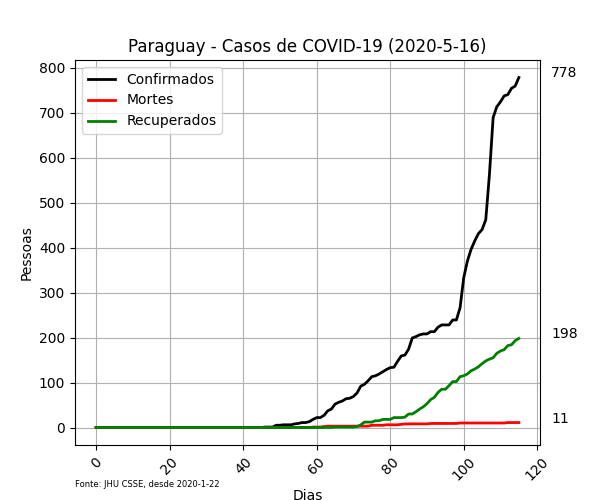 Paraguay - Casos de COVID-19 (2020-5-16)
Confirmados
Mortes
Recuperados
Pessoas
800
700
600
500
400
300
200
100
0
778
198
11
0
20
40
60
80
100
120
Dias
Fonte: JHU CSSE, desde 2020-1-22